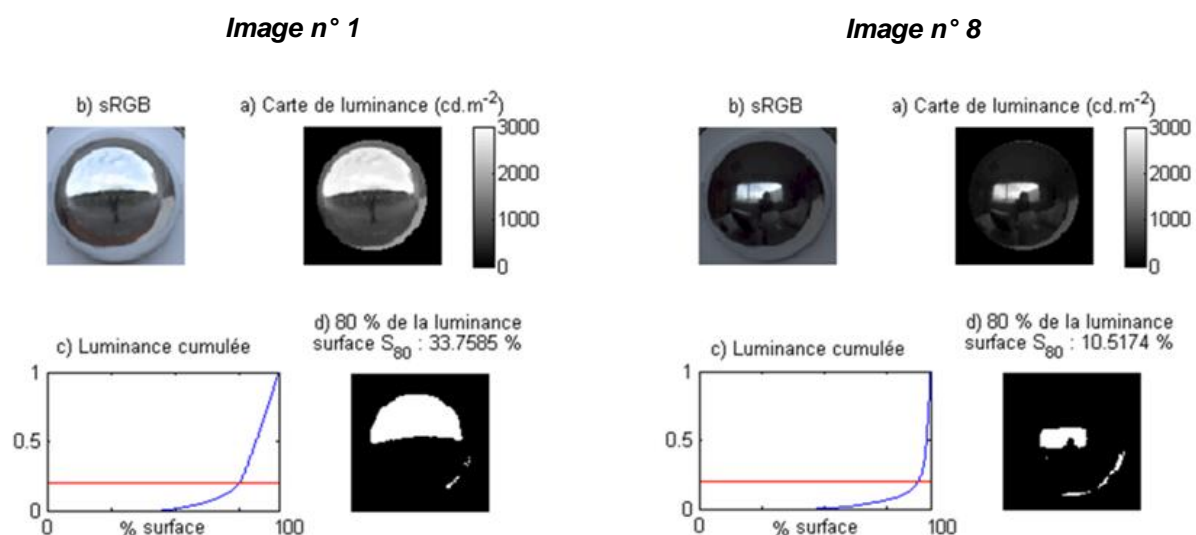 Image n° 1
b) sRGB
a) Carte de luminance (cd.m-2)
3000
2000
1000
0
c) Luminance cumulée
1
0.5
0
0
% surface
100
d) 80 % de la luminance
surface S80 : 33.7585 %
Image n° 8
b) sRGB
a) Carte de luminance (cd.m-2)
3000
2000
1000
0
c) Luminance cumulée
1
0.5
0
0
% surface
100
d) 80 % de la luminance
surface S80 : 10.5174 %